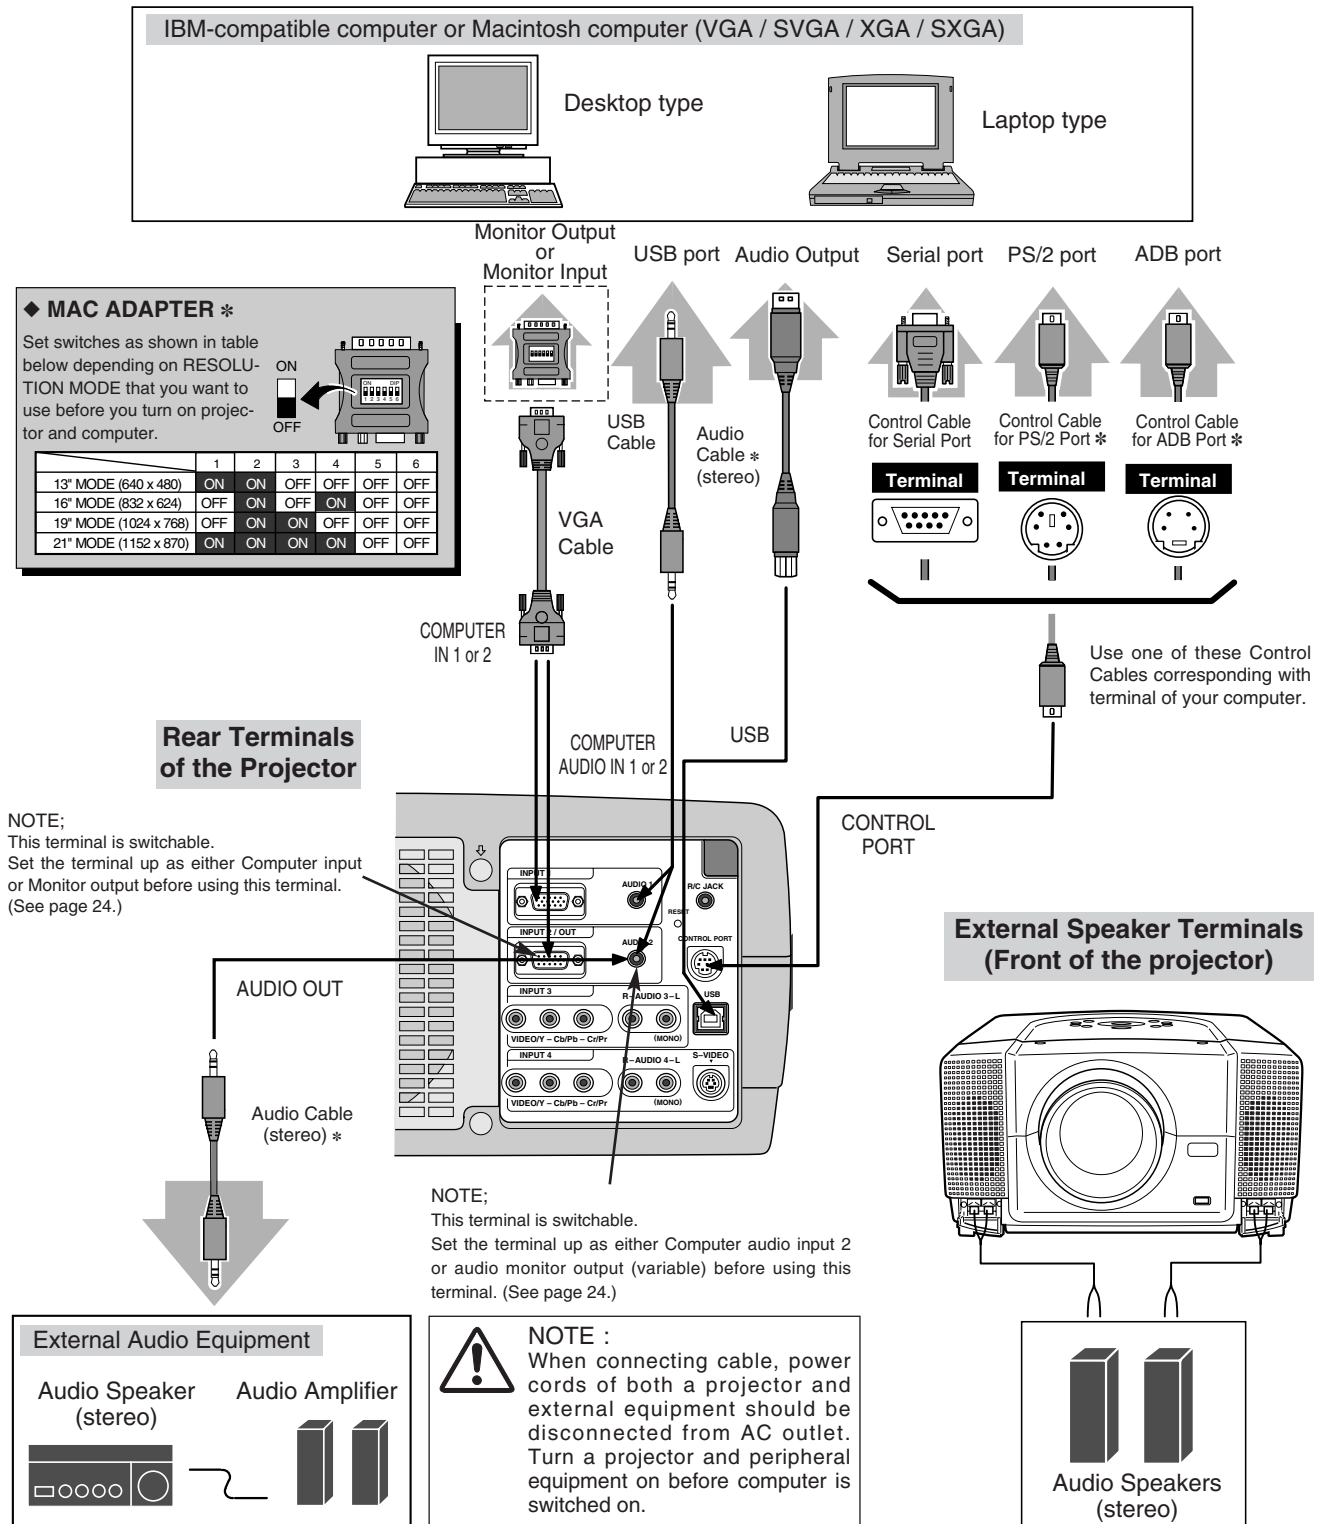 IBM-compatible computer or Macintosh computer (VGA / SVGA / XGA / SXGA)
Desktop type
Laptop type
Monitor Output
or
Monitor Input
USB port
Audio Output
Serial port
PS/2 port
ADB port
◆ MAC ADAPTER ✻
Set switches as shown in table
below depending on RESOLU-
TION MODE that you want to
use before you turn on projec-
tor and computer.
ON
OFF
ON DIP
1 2 3 4 5 6
1 2 3 4 5 6
13" MODE (640 x 480) ON ON OFF OFF OFF OFF
16" MODE (832 x 624) OFF ON OFF ON OFF OFF
19" MODE (1024 x 768) OFF ON ON OFF OFF OFF
21" MODE (1152 x 870) ON ON ON ON OFF OFF
USB
Cable
Audio
Cable ✻
(stereo)
Control Cable
for Serial Port
Control Cable
for PS/2 Port ✻
Control Cable
for ADB Port ✻
Terminal
Terminal
Terminal
VGA
Cable
COMPUTER
IN 1 or 2
Use one of these Control
Cables corresponding with
terminal of your computer.
Rear Terminals
of the Projector
COMPUTER
AUDIO IN 1 or 2
USB
CONTROL
PORT
NOTE;
This terminal is switchable.
Set the terminal up as either Computer input
or Monitor output before using this terminal.
(See page 24.)
INPUT 1
AUDIO 1
R/C JACK
RESET
INPUT 2 / OUT
AUDIO 2
CONTROL PORT
INPUT 3
R–AUDIO 3–L
USB
VIDEO/Y – Cb/Pb – Cr/Pr
(MONO)
INPUT 4
R–AUDIO 4–L
S–VIDEO
VIDEO/Y – Cb/Pb – Cr/Pr
(MONO)
External Speaker Terminals
(Front of the projector)
AUDIO OUT
Audio Cable
(stereo) ✻
NOTE;
This terminal is switchable.
Set the terminal up as either Computer audio input 2
or audio monitor output (variable) before using this
terminal. (See page 24.)
External Audio Equipment
Audio Speaker
(stereo)
Audio Amplifier
NOTE :
When connecting cable, power
cords of both a projector and
external equipment should be
disconnected from AC outlet.
Turn a projector and peripheral
equipment on before computer is
switched on.
Audio Speakers
(stereo)